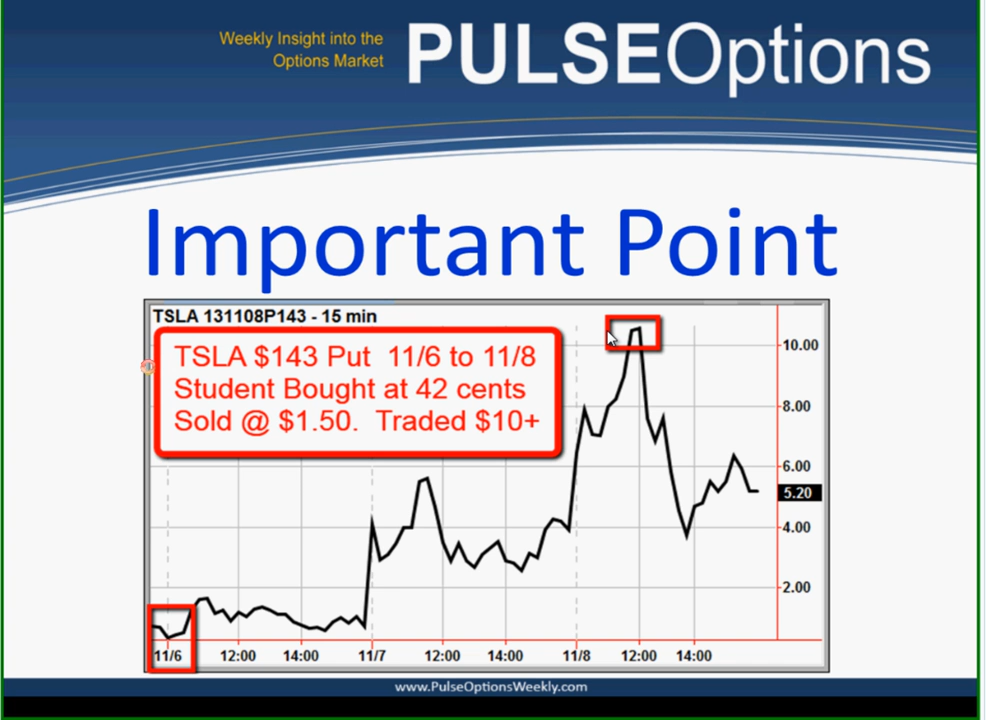 Weekly Insight into the
Options Market
PULSEOptions
Important Point
TSLA 131108P143 - 15 min
TSLA $143 Put 11/6 to 11/8
Student Bought at 42 cents
Sold @ $1.50. Traded $10+
10.00
8.00
6.00
5.20
4.00
2.00
11/6 12:00 14:00 11/7 12:00 14:00 11/8 12:00 14:00
www.PulseOptionsWeekly.com